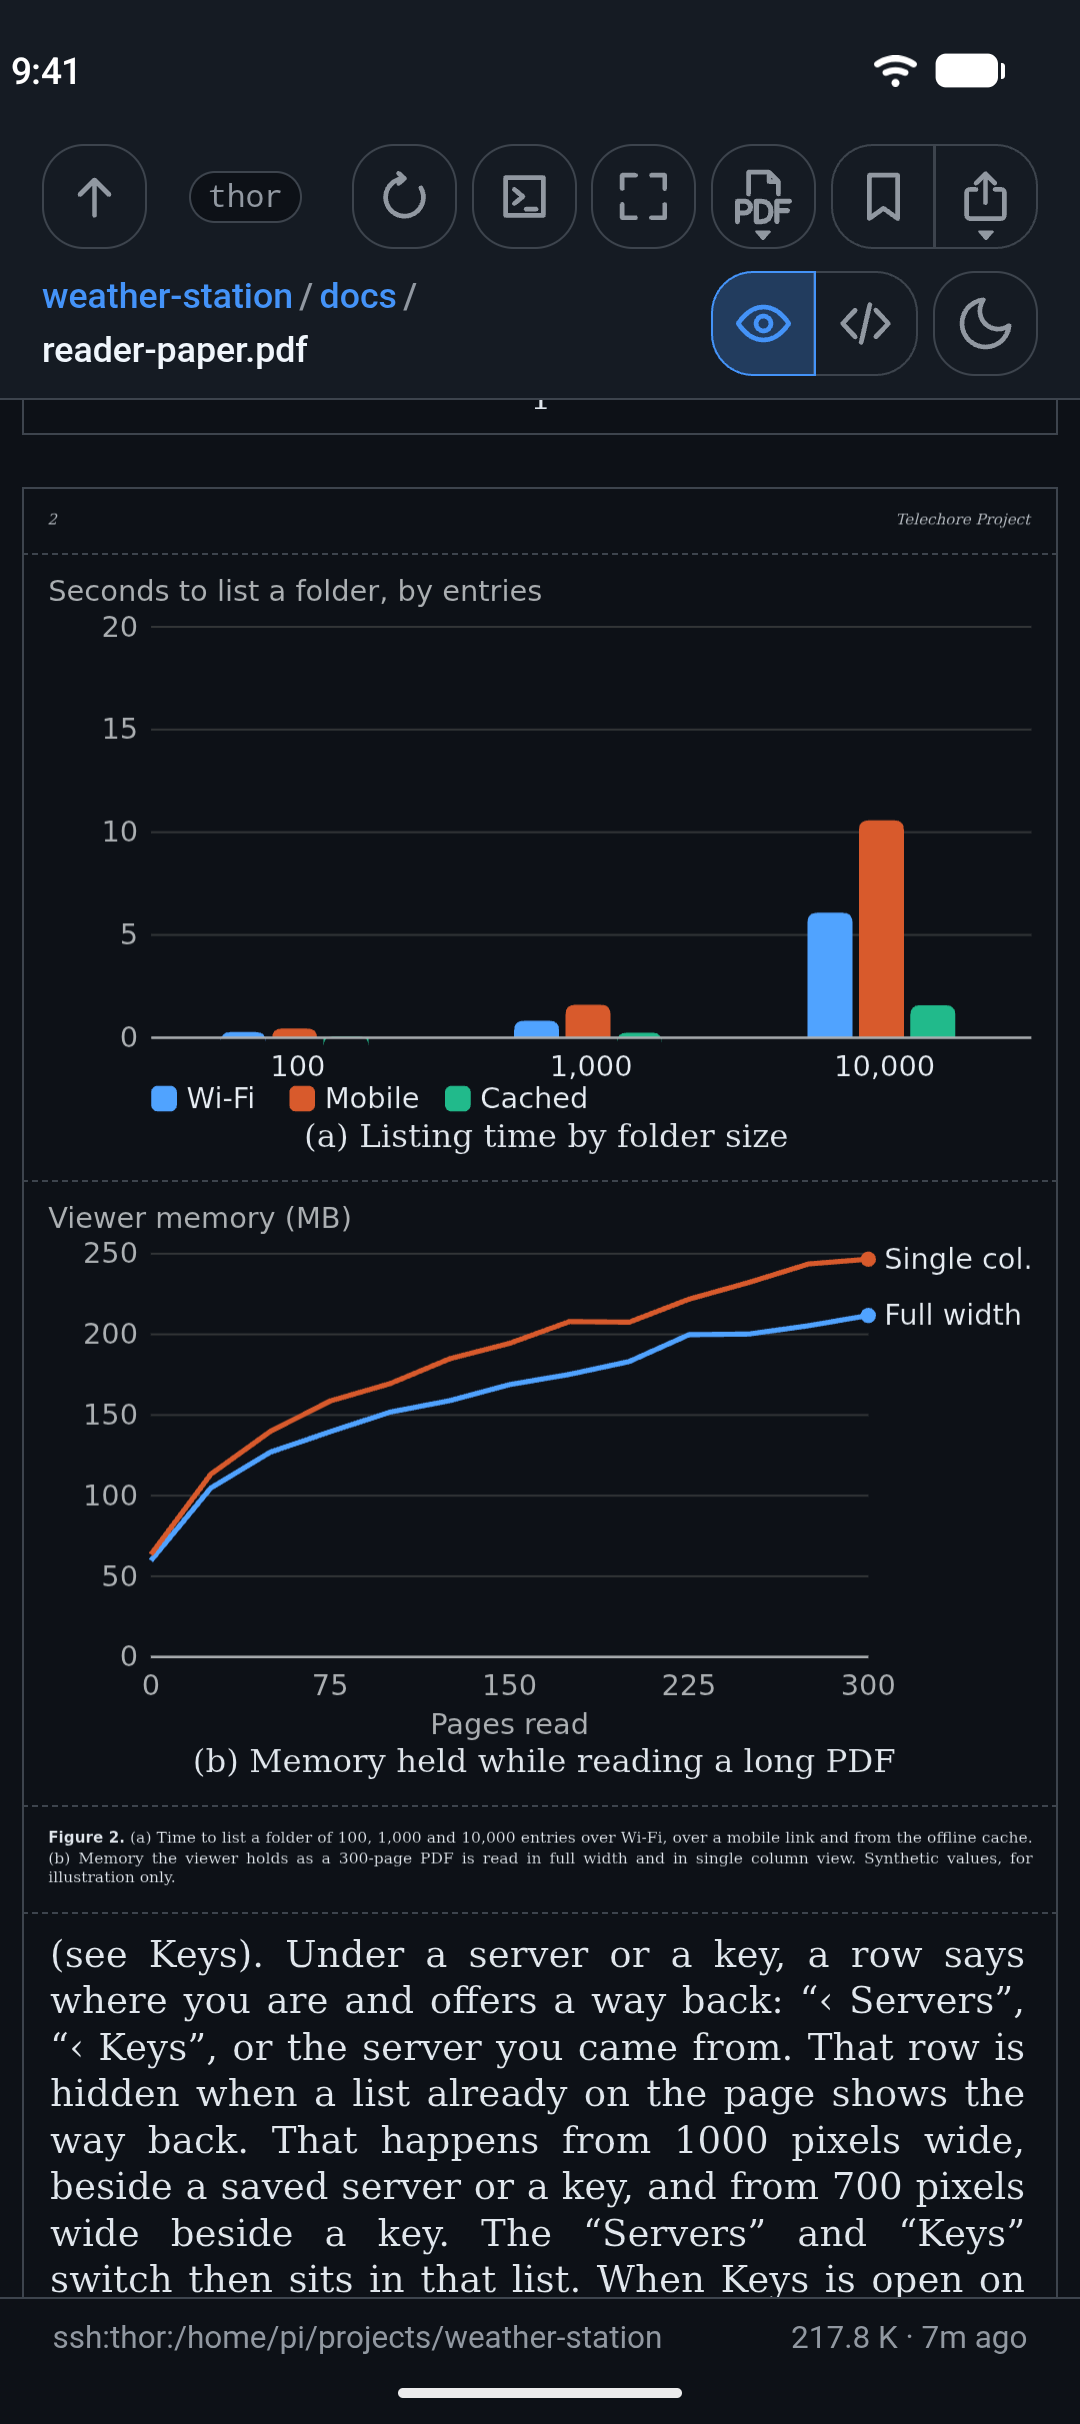 9:41
thor
PDF
weather-station / docs /
reader-paper.pdf
1
2 Telechore Project
Seconds to list a folder, by entries
20
15
10
5
0
100 1,000 10,000
Wi-Fi Mobile Cached
(a) Listing time by folder size
Viewer memory (MB)
250
Single col.
Full width
200
150
100
50
0
0 75 150 225 300
Pages read
(b) Memory held while reading a long PDF
Figure 2. (a) Time to list a folder of 100, 1,000 and 10,000 entries over Wi-Fi, over a mobile link and from the offline cache.
(b) Memory the viewer holds as a 300-page PDF is read in full width and in single column view. Synthetic values, for
illustration only.
(see Keys). Under a server or a key, a row says
where you are and offers a way back: “‹ Servers”,
“‹ Keys”, or the server you came from. That row is
hidden when a list already on the page shows the
way back. That happens from 1000 pixels wide,
beside a saved server or a key, and from 700 pixels
wide beside a key. The “Servers” and “Keys”
switch then sits in that list. When Keys is open on
ssh:thor:/home/pi/projects/weather-station 217.8 K · 7m ago